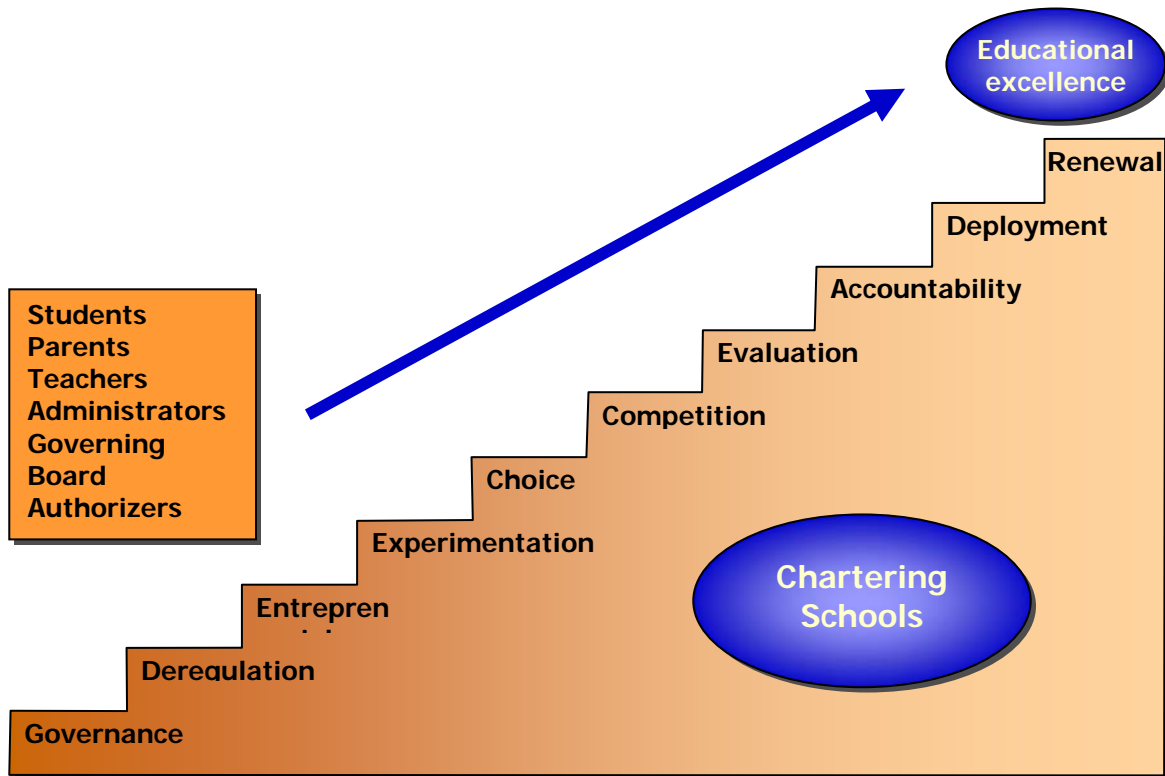 Educational
excellence
Renewal
Deployment
Accountability
Evaluation
Competition
Choice
Experimentation
Entrepren
Deregulation
Governance
Students
Parents
Teachers
Administrators
Governing
Board
Authorizers
Chartering
Schools